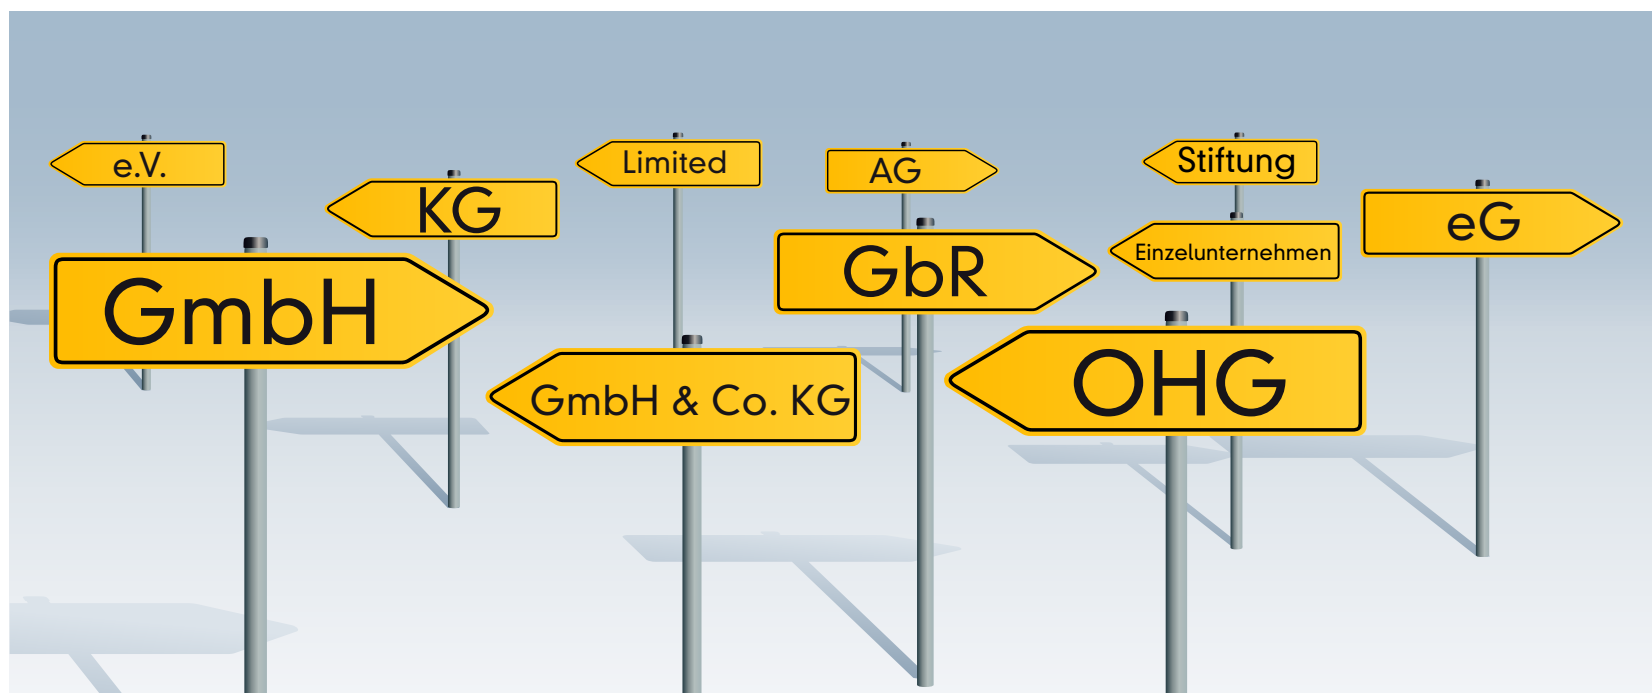 e.V.
KG
Limited
AG
Stiftung
eG
GmbH
GbR
Einzelunternehmen
GmbH & Co. KG
OHG